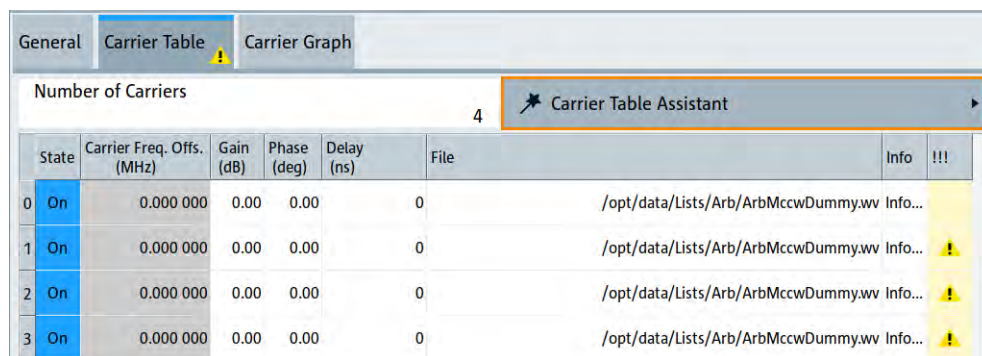 General Carrier Table Carrier Graph
Number of Carriers
4 Carrier Table Assistant
State Carrier Freq. Offs. (MHz) Gain (dB) Phase (deg) Delay (ns) File Info !!!
0 On 0.000 000 0.00 0.00 0 /opt/data/Lists/Arb/ArbMccwDummy.wv Info...
1 On 0.000 000 0.00 0.00 0 /opt/data/Lists/Arb/ArbMccwDummy.wv Info... !
2 On 0.000 000 0.00 0.00 0 /opt/data/Lists/Arb/ArbMccwDummy.wv Info... !
3 On 0.000 000 0.00 0.00 0 /opt/data/Lists/Arb/ArbMccwDummy.wv Info... !